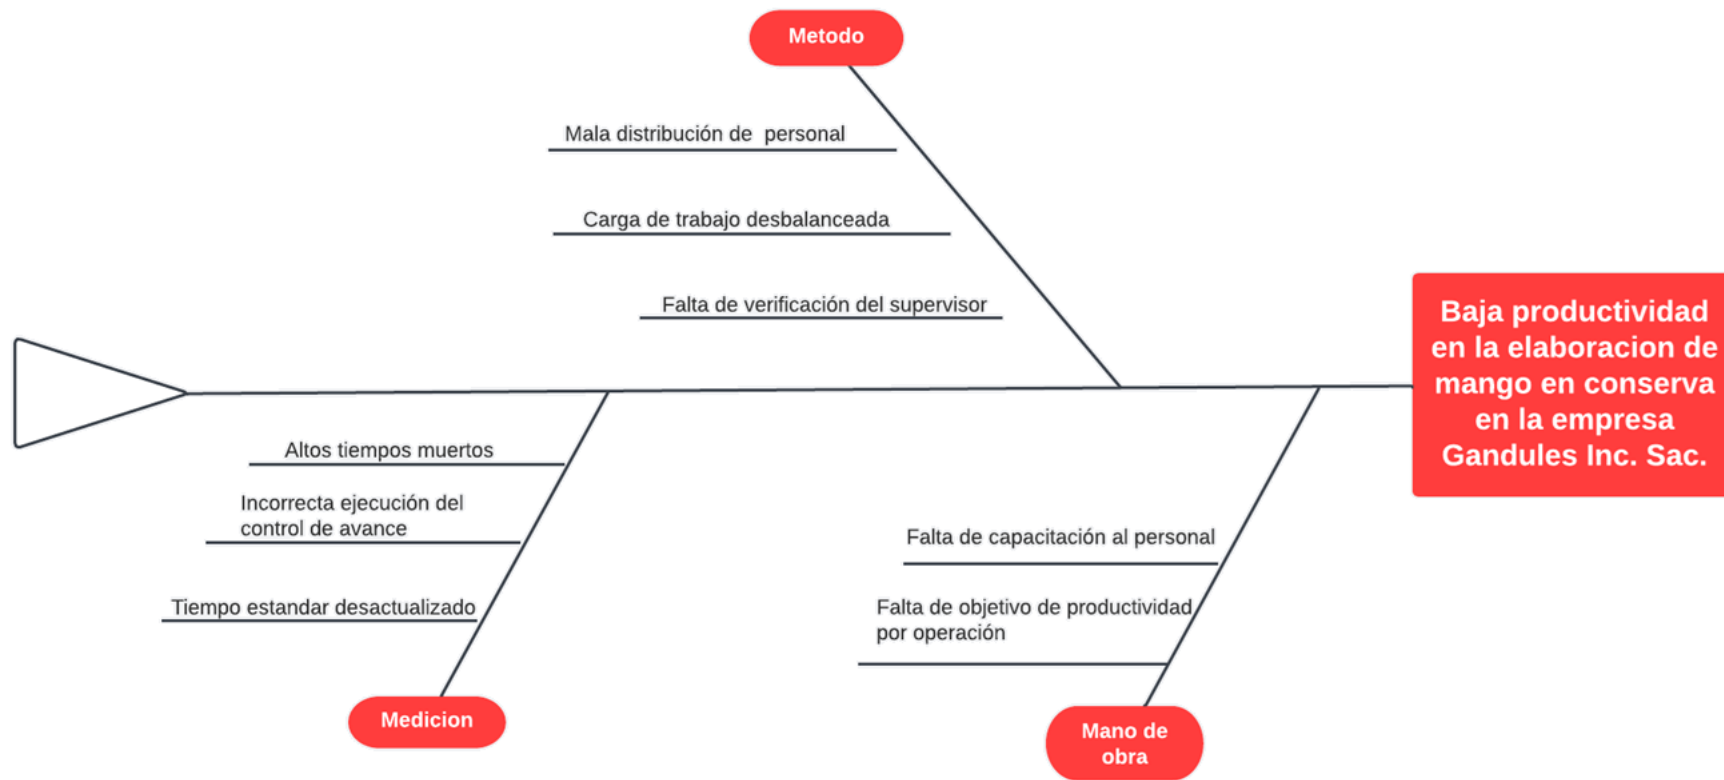 Metodo
Mala distribución de  personal
Carga de trabajo desbalanceada
Falta de verificación del supervisor
Baja productividad
en la elaboracion de
mango en conserva
en la empresa
Gandules Inc. Sac.
Altos tiempos muertos
Incorrecta ejecución del
control de avance
Tiempo estandar desactualizado
Medicion
Falta de capacitación al personal
Falta de objetivo de productividad
por operación
Mano de
obra